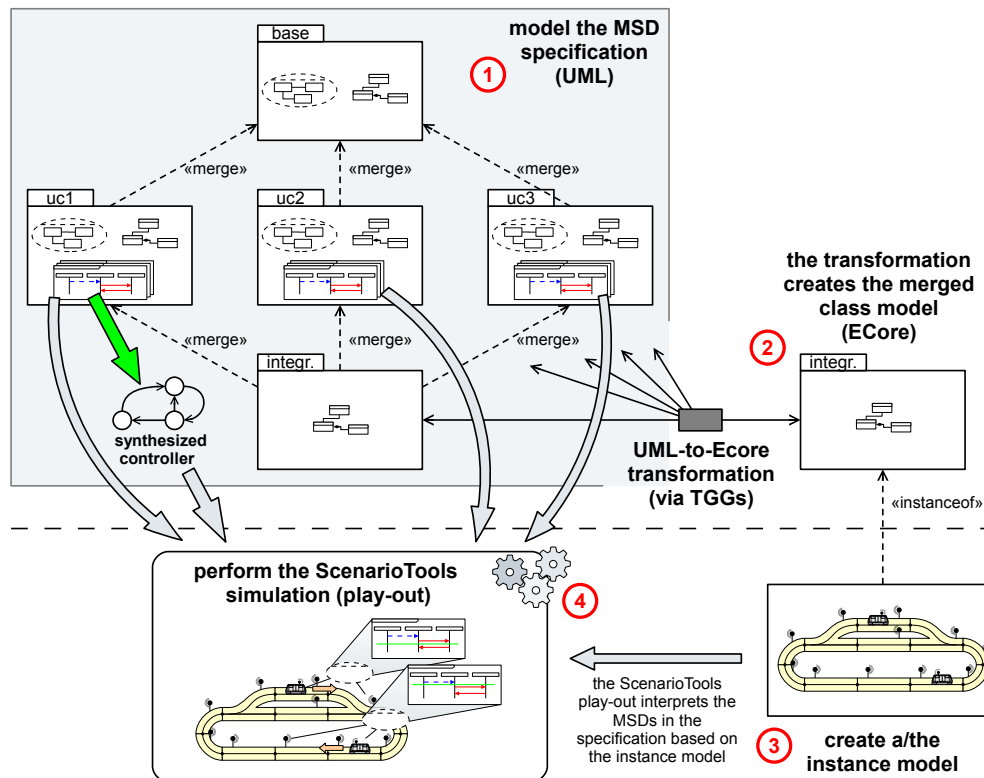 base
model the MSD
specification
(UML)
1
«merge»
«merge»
«merge»
uc1
uc2
uc3
the transformation
creates the merged
class model
(ECore)
2
«merge»
«merge»
«merge»
integr.
integr.
synthesized
controller
UML-to-Ecore
transformation
(via TGGs)
«instanceof»
perform the ScenarioTools
simulation (play-out)
4
the ScenarioTools
play-out interprets the
MSDs in the
specification based on
the instance model
3
create a/the
instance model